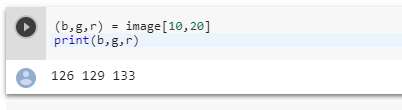 (b,g,r) = image[10,20]
print(b,g,r)
126 129 133